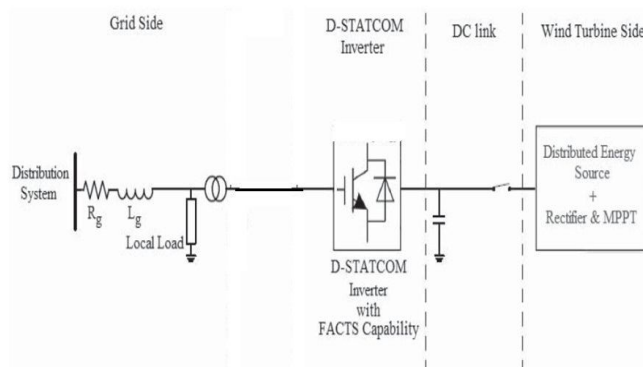 Grid Side
D-STATCOM
Inverter
DC link
Wind Turbine Side
Distribution
System
Rg
Lg
Local Load
D-STATCOM
Inverter
with
FACTS Capability
Distributed Energy
Source
+
Rectifier & MPPT